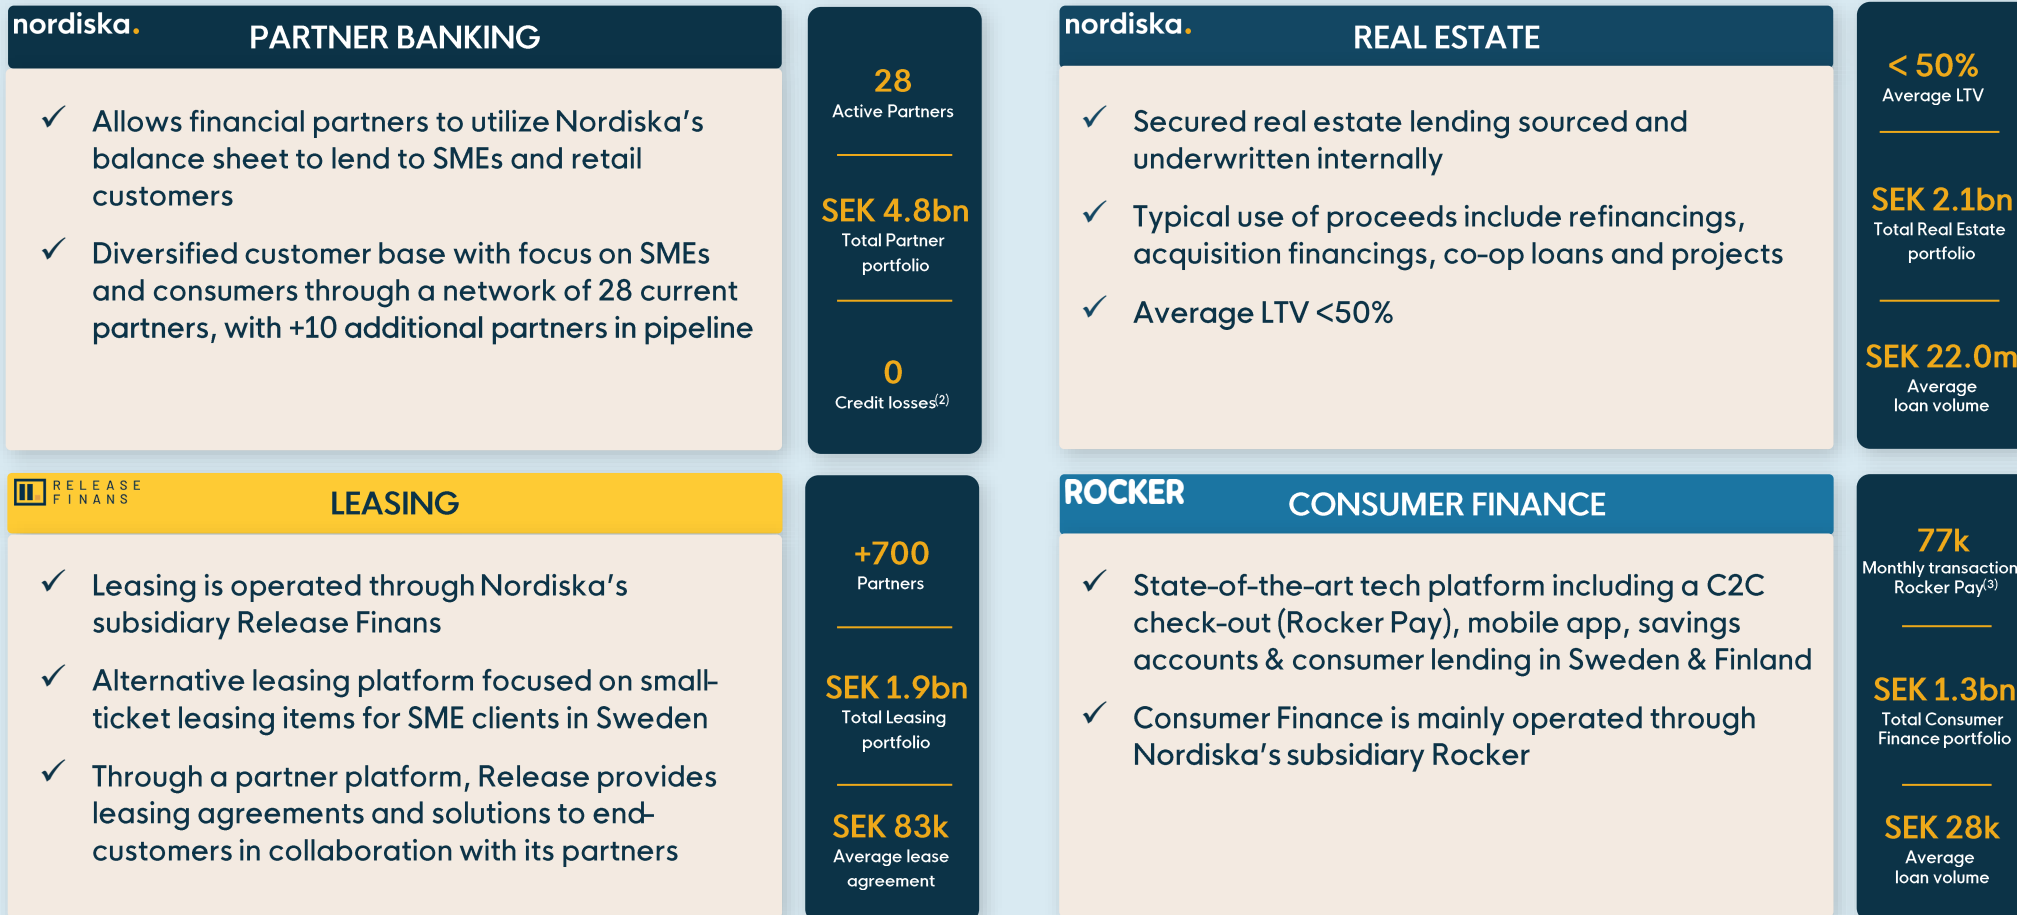 nordiska.
PARTNER BANKING
✓ Allows financial partners to utilize Nordiska's
balance sheet to lend to SMEs and retail
customers
✓ Diversified customer base with focus on SMEs
and consumers through a network of 28 current
partners, with +10 additional partners in pipeline
28
Active Partners
SEK 4.8bn
Total Partner
portfolio
0
Credit losses(2)
nordiska.
REAL ESTATE
✓ Secured real estate lending sourced and
underwritten internally
✓ Typical use of proceeds include refinancings,
acquisition financings, co-op loans and projects
✓ Average LTV <50%
< 50%
Average LTV
SEK 2.1bn
Total Real Estate
portfolio
SEK 22.0m
Average
loan volume
RELEASE
FINANS
LEASING
✓ Leasing is operated through Nordiska's
subsidiary Release Finans
✓ Alternative leasing platform focused on small-
ticket leasing items for SME clients in Sweden
✓ Through a partner platform, Release provides
leasing agreements and solutions to end-
customers in collaboration with its partners
+700
Partners
SEK 1.9bn
Total Leasing
portfolio
SEK 83k
Average lease
agreement
ROCKER
CONSUMER FINANCE
✓ State-of-the-art tech platform including a C2C
check-out (Rocker Pay), mobile app, savings
accounts & consumer lending in Sweden & Finland
✓ Consumer Finance is mainly operated through
Nordiska's subsidiary Rocker
77k
Monthly transaction
Rocker Pay(3)
SEK 1.3bn
Total Consumer
Finance portfolio
SEK 28k
Average
loan volume